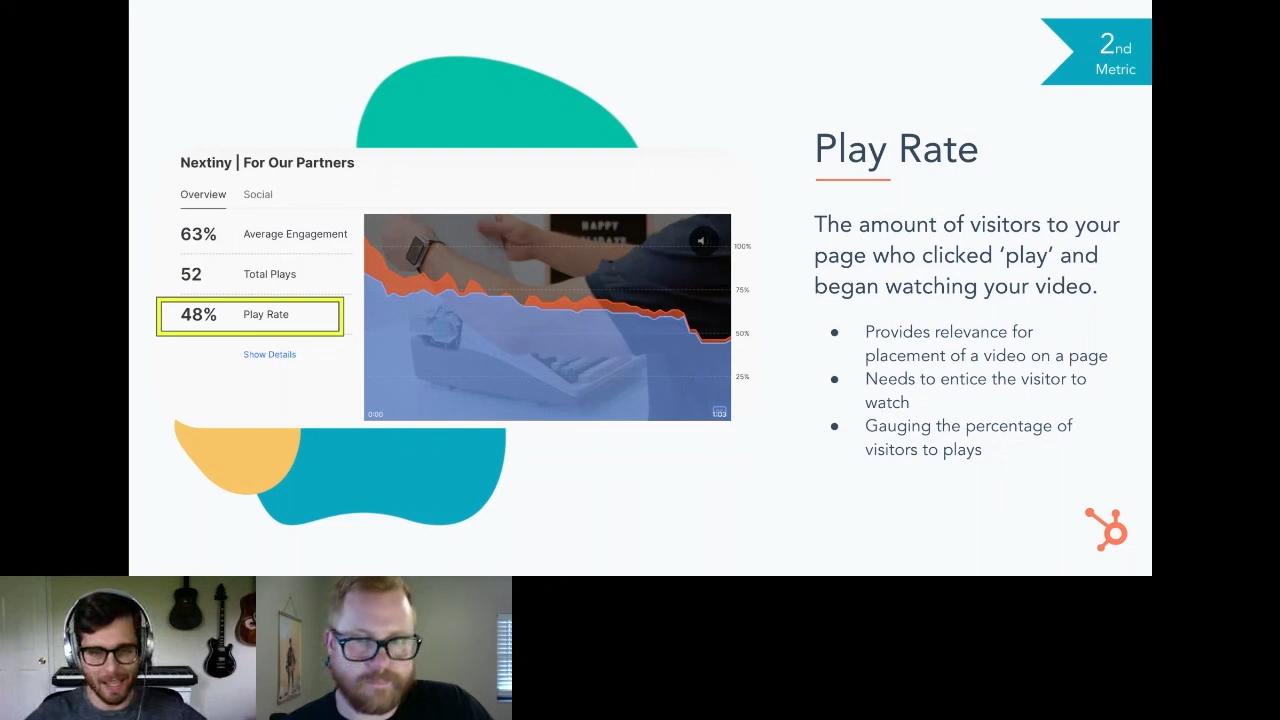 2nd
Metric
Play Rate
The amount of visitors to your
page who clicked ‘play’ and
began watching your video.
● Provides relevance for
placement of a video on a page
● Needs to entice the visitor to
watch
● Gauging the percentage of
visitors to plays
Nextiny | For Our Partners
Overview Social
63% Average Engagement
52 Total Plays
48% Play Rate
Show Details
HAPPY
100%
75%
50%
25%
0:00
1:03